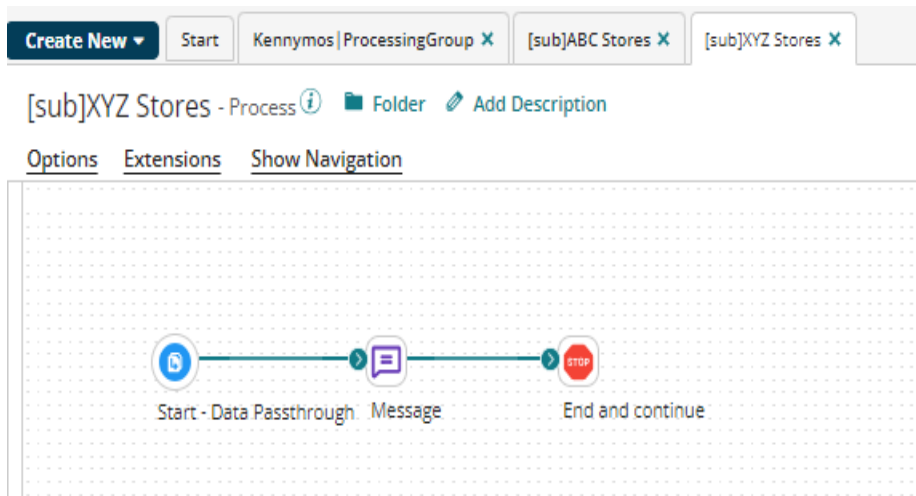 Create New Start Kennymos|ProcessingGroup X [sub]ABC Stores X [sub]XYZ Stores X
[sub]XYZ Stores - Process i Folder Add Description
Options Extensions Show Navigation
STOP
Start - Data Passthrough Message End and continue